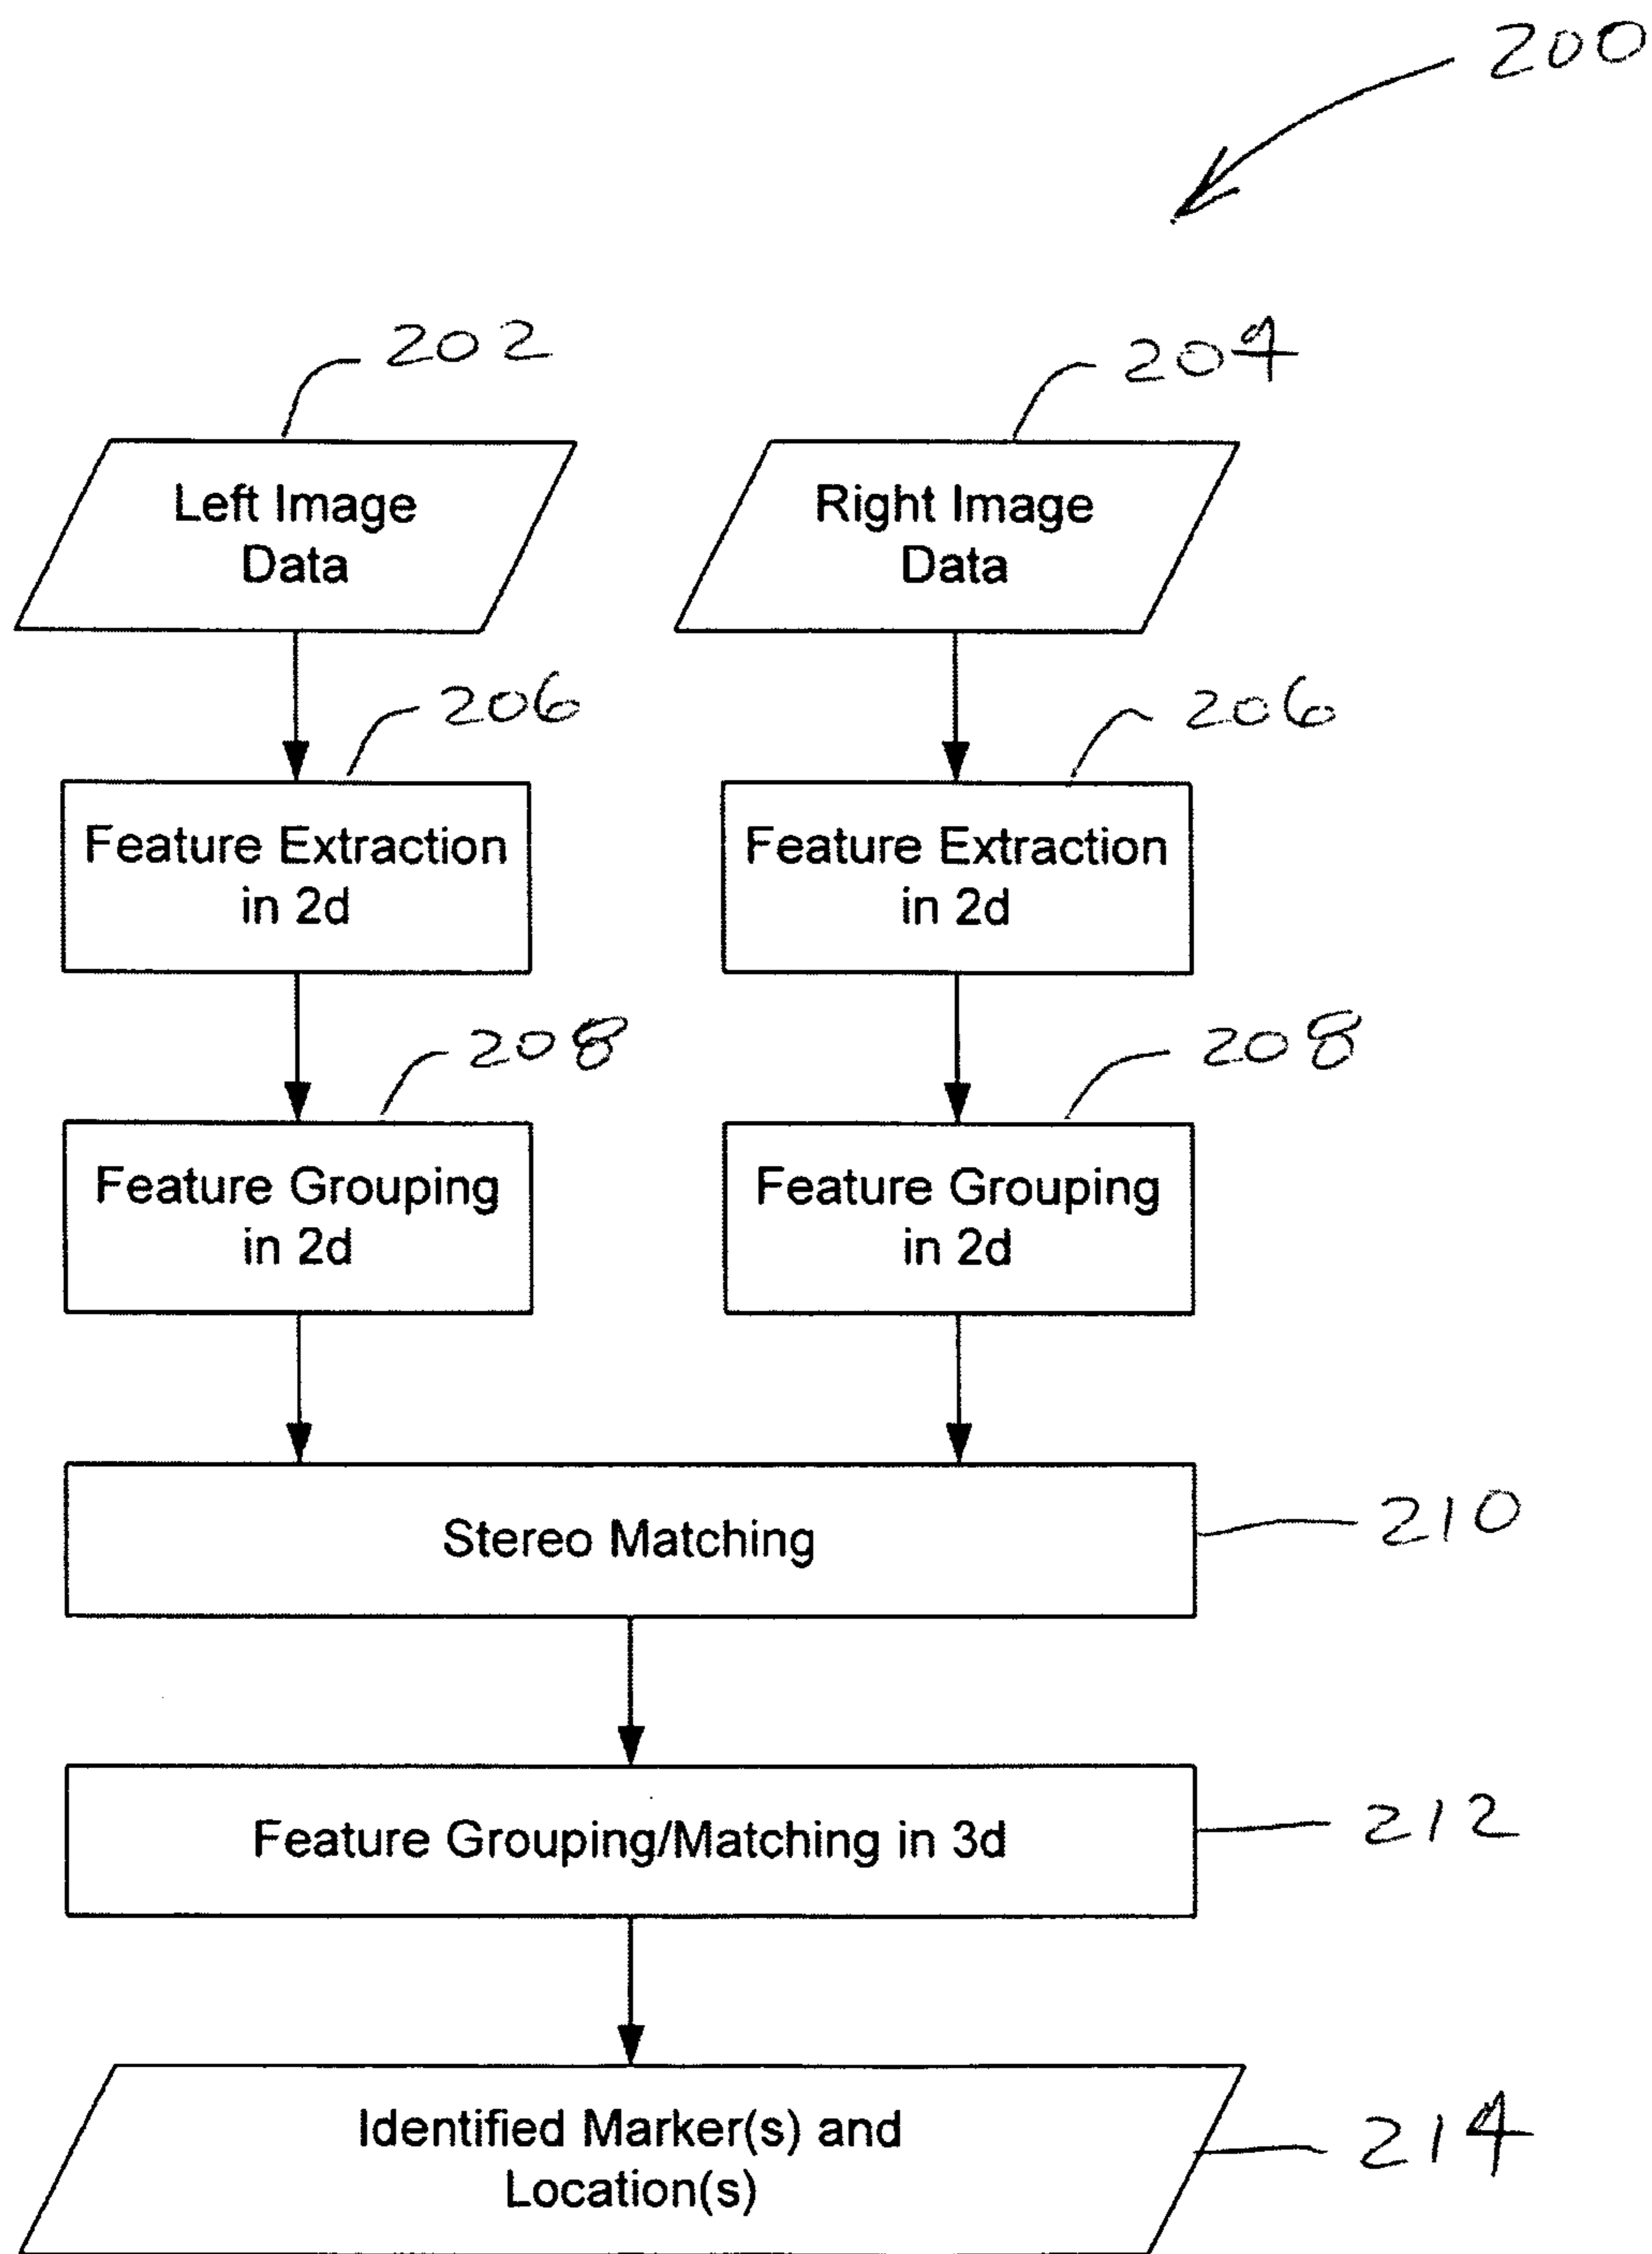 200
202
204
Left Image
Data
Right Image
Data
206
206
Feature Extraction
in 2d
Feature Extraction
in 2d
208
208
Feature Grouping
in 2d
Feature Grouping
in 2d
Stereo Matching
210
Feature Grouping/Matching in 3d
212
Identified Marker(s) and
Location(s)
214